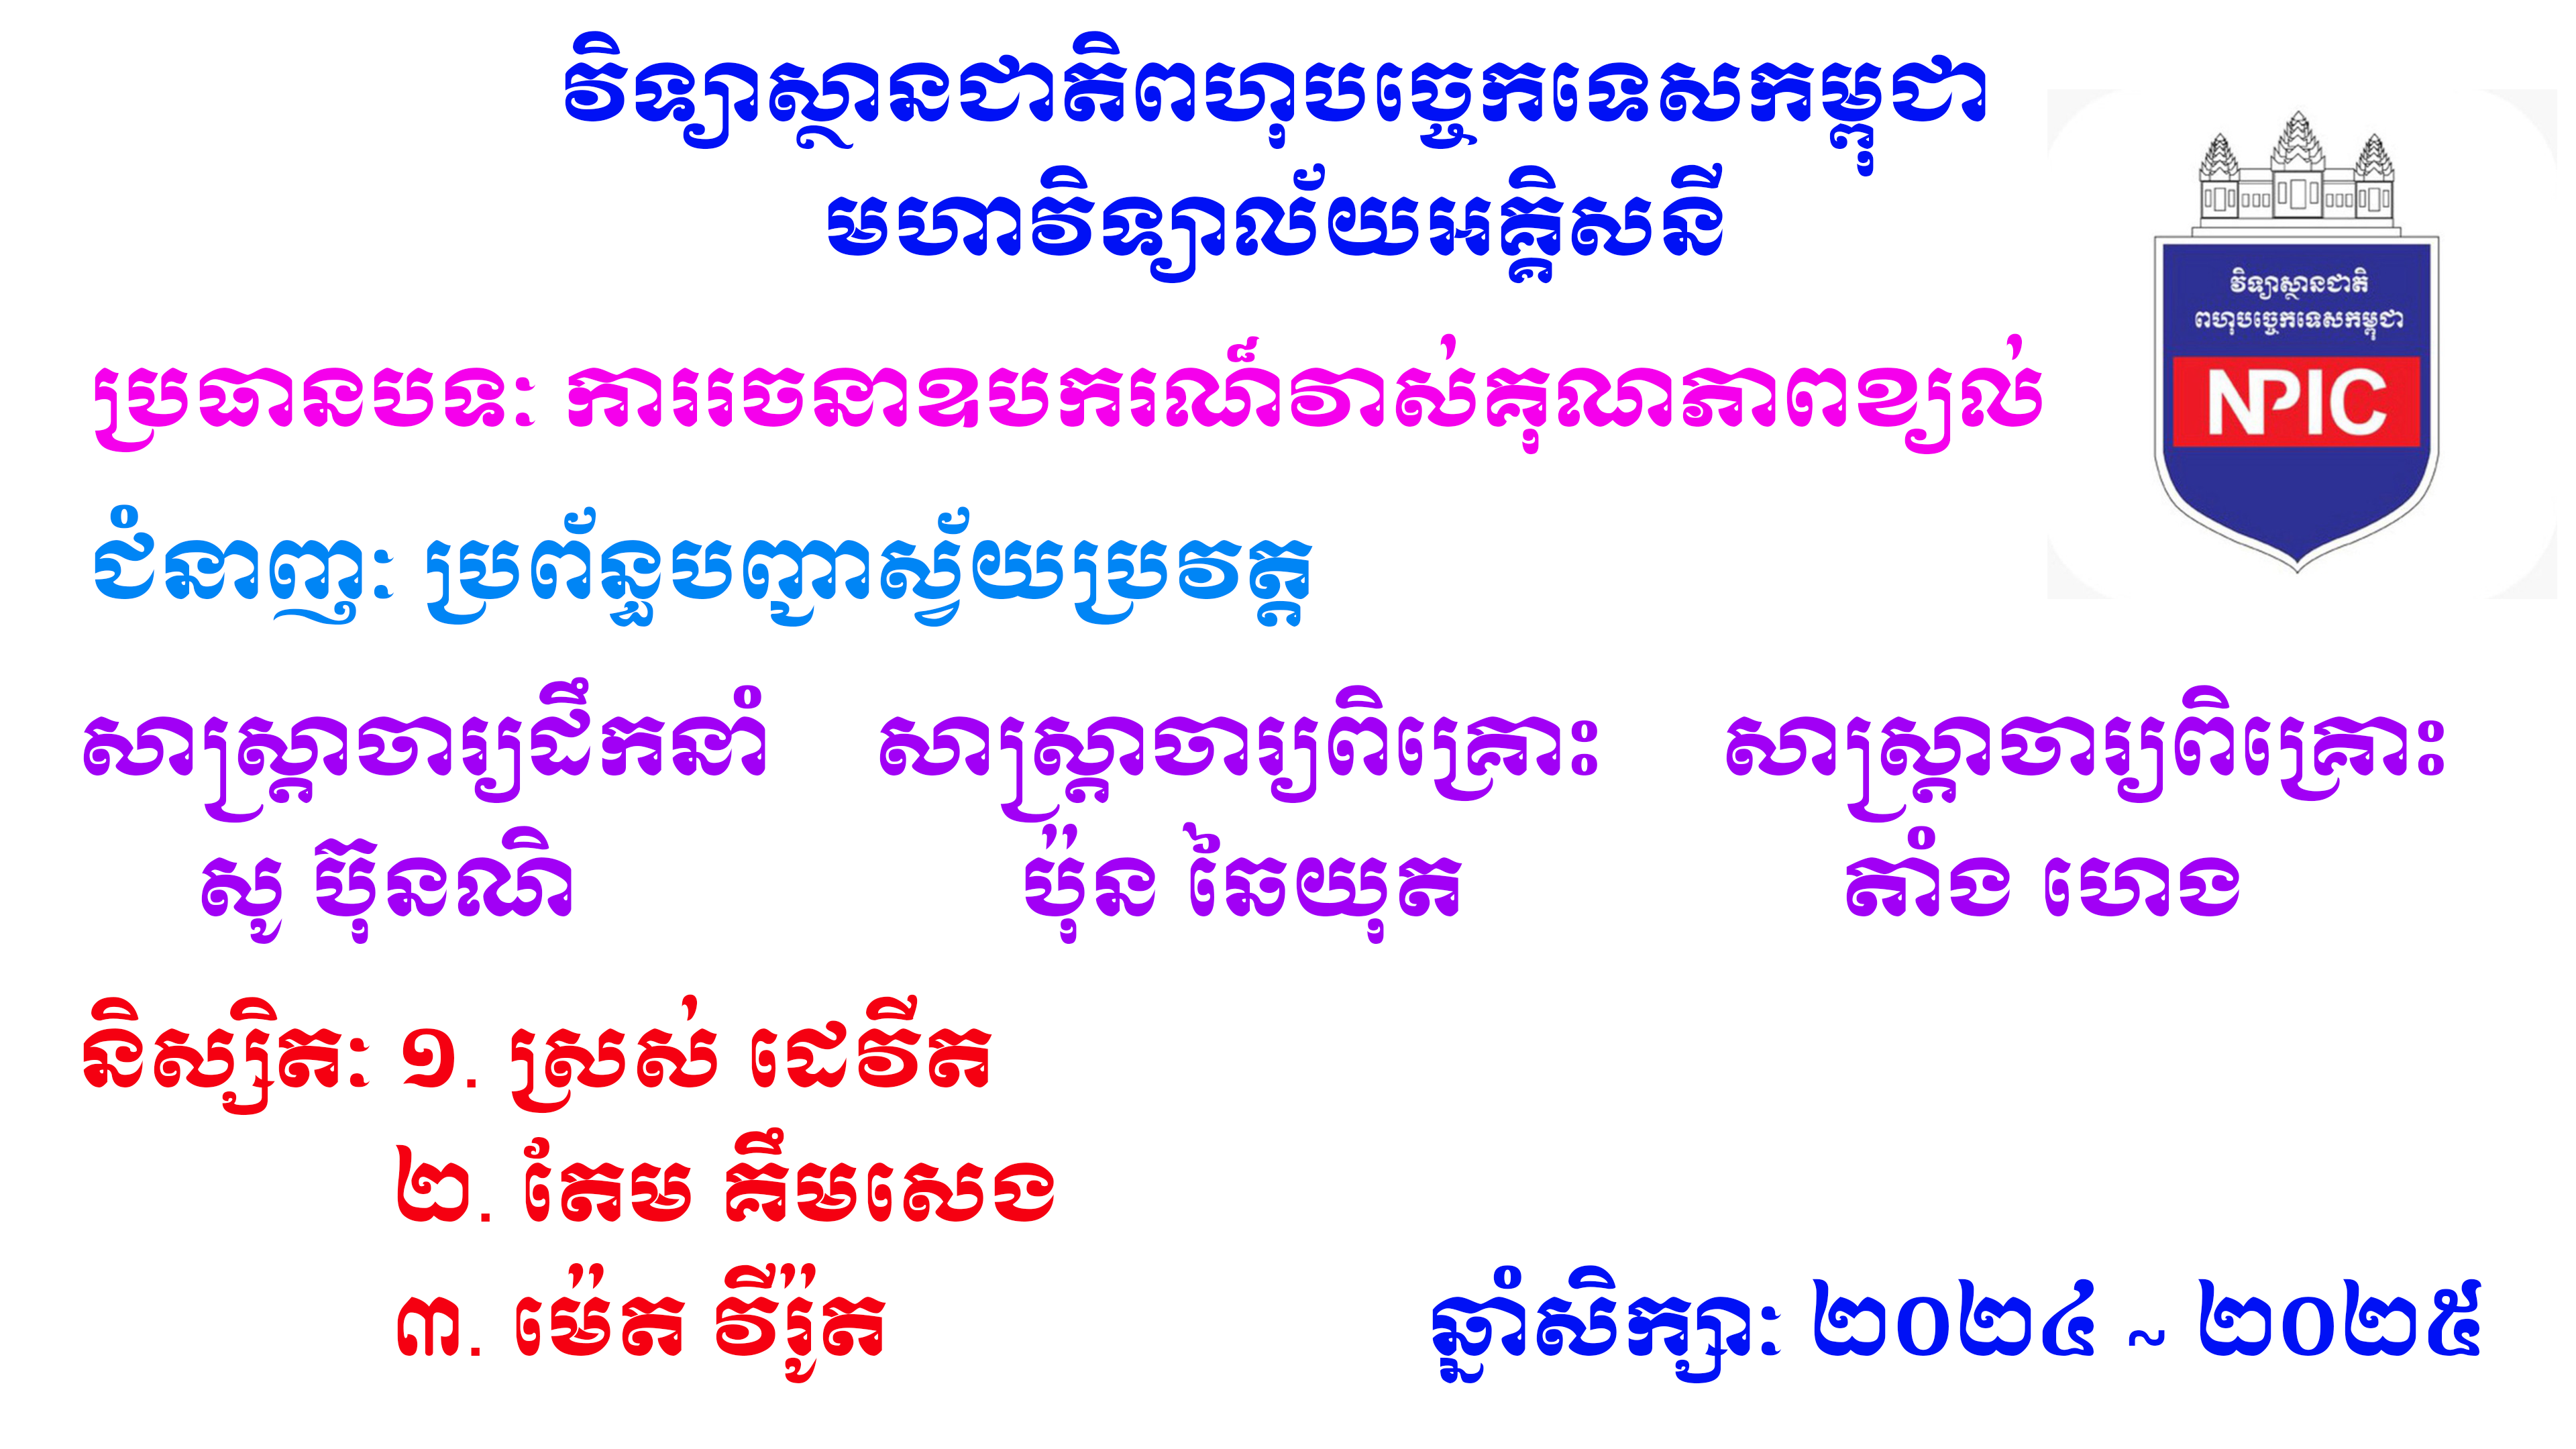 វិទ្យាស្ថានជាតិពហុបច្ចេកទេសកម្ពុជា
មហាវិទ្យាល័យអគ្គិសនី
វិទ្យាស្ថានជាតិ
ពហុបច្ចេកទេសកម្ពុជា
NPIC
ប្រធានបទៈ ការរចនាឧបករណ៍វាស់គុណភាពខ្យល់
ជំនាញៈ ប្រព័ន្ធបញ្ជាស្វ័យប្រវត្ត
សាស្ត្រាចារ្យដឹកនាំ សាស្ត្រាចារ្យពិគ្រោះ សាស្ត្រាចារ្យពិគ្រោះ
សូ ប៊ុនណិ ប៉ុន ឆៃយុត តាំង ហេង
និស្សិតៈ ១. ស្រស់ ដេវីត
២. តែម គឹមសេង
៣. ម៉េត វីរ៉ូត
ឆ្នាំសិក្សាៈ ២០២៤ ~ ២០២៥